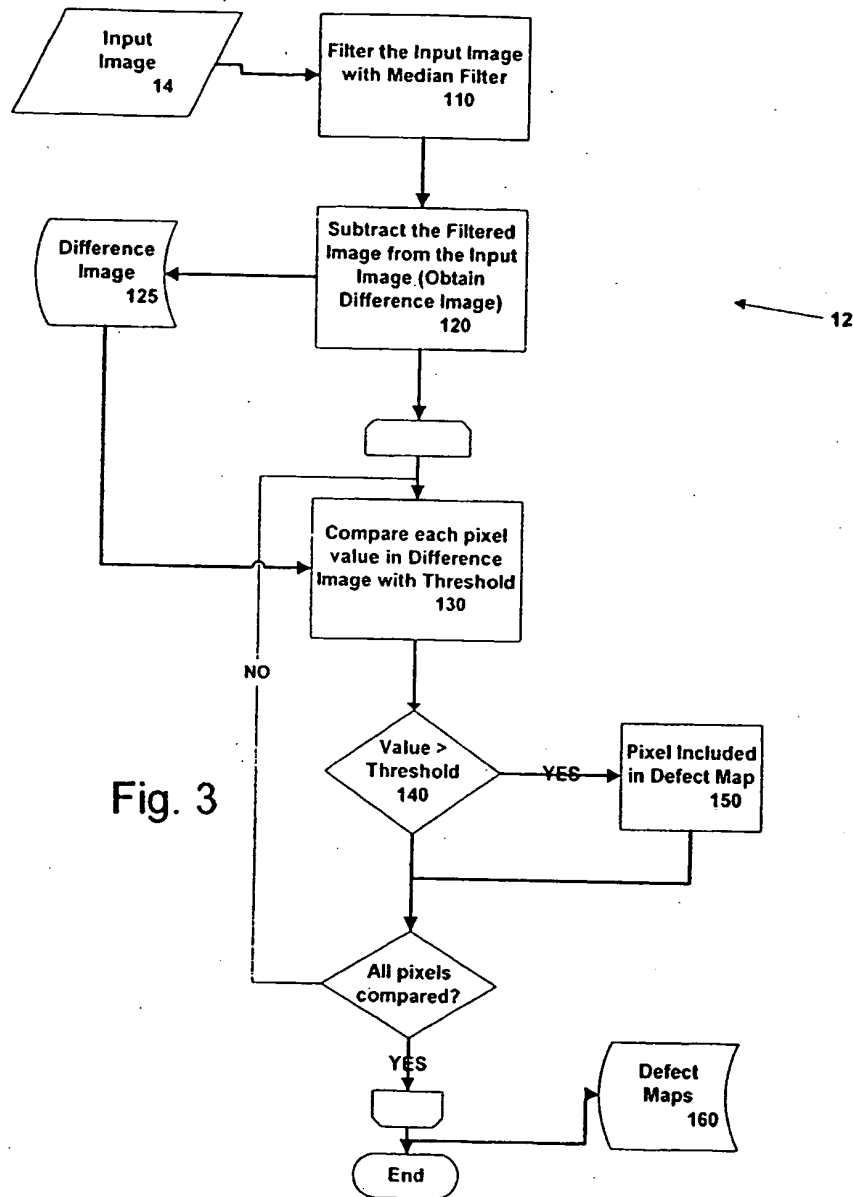 Input
Image
14
Filter the Input Image
with Median Filter
110
Subtract the Filtered
Image from the Input
Image (Obtain
Difference Image)
120
Difference
Image
125
12
Compare each pixel
value in Difference
Image with Threshold
130
NO
Value >
Threshold
140
YES
Pixel Included
in Defect Map
150
Fig. 3
All pixels
compared?
YES
Defect
Maps
160
End